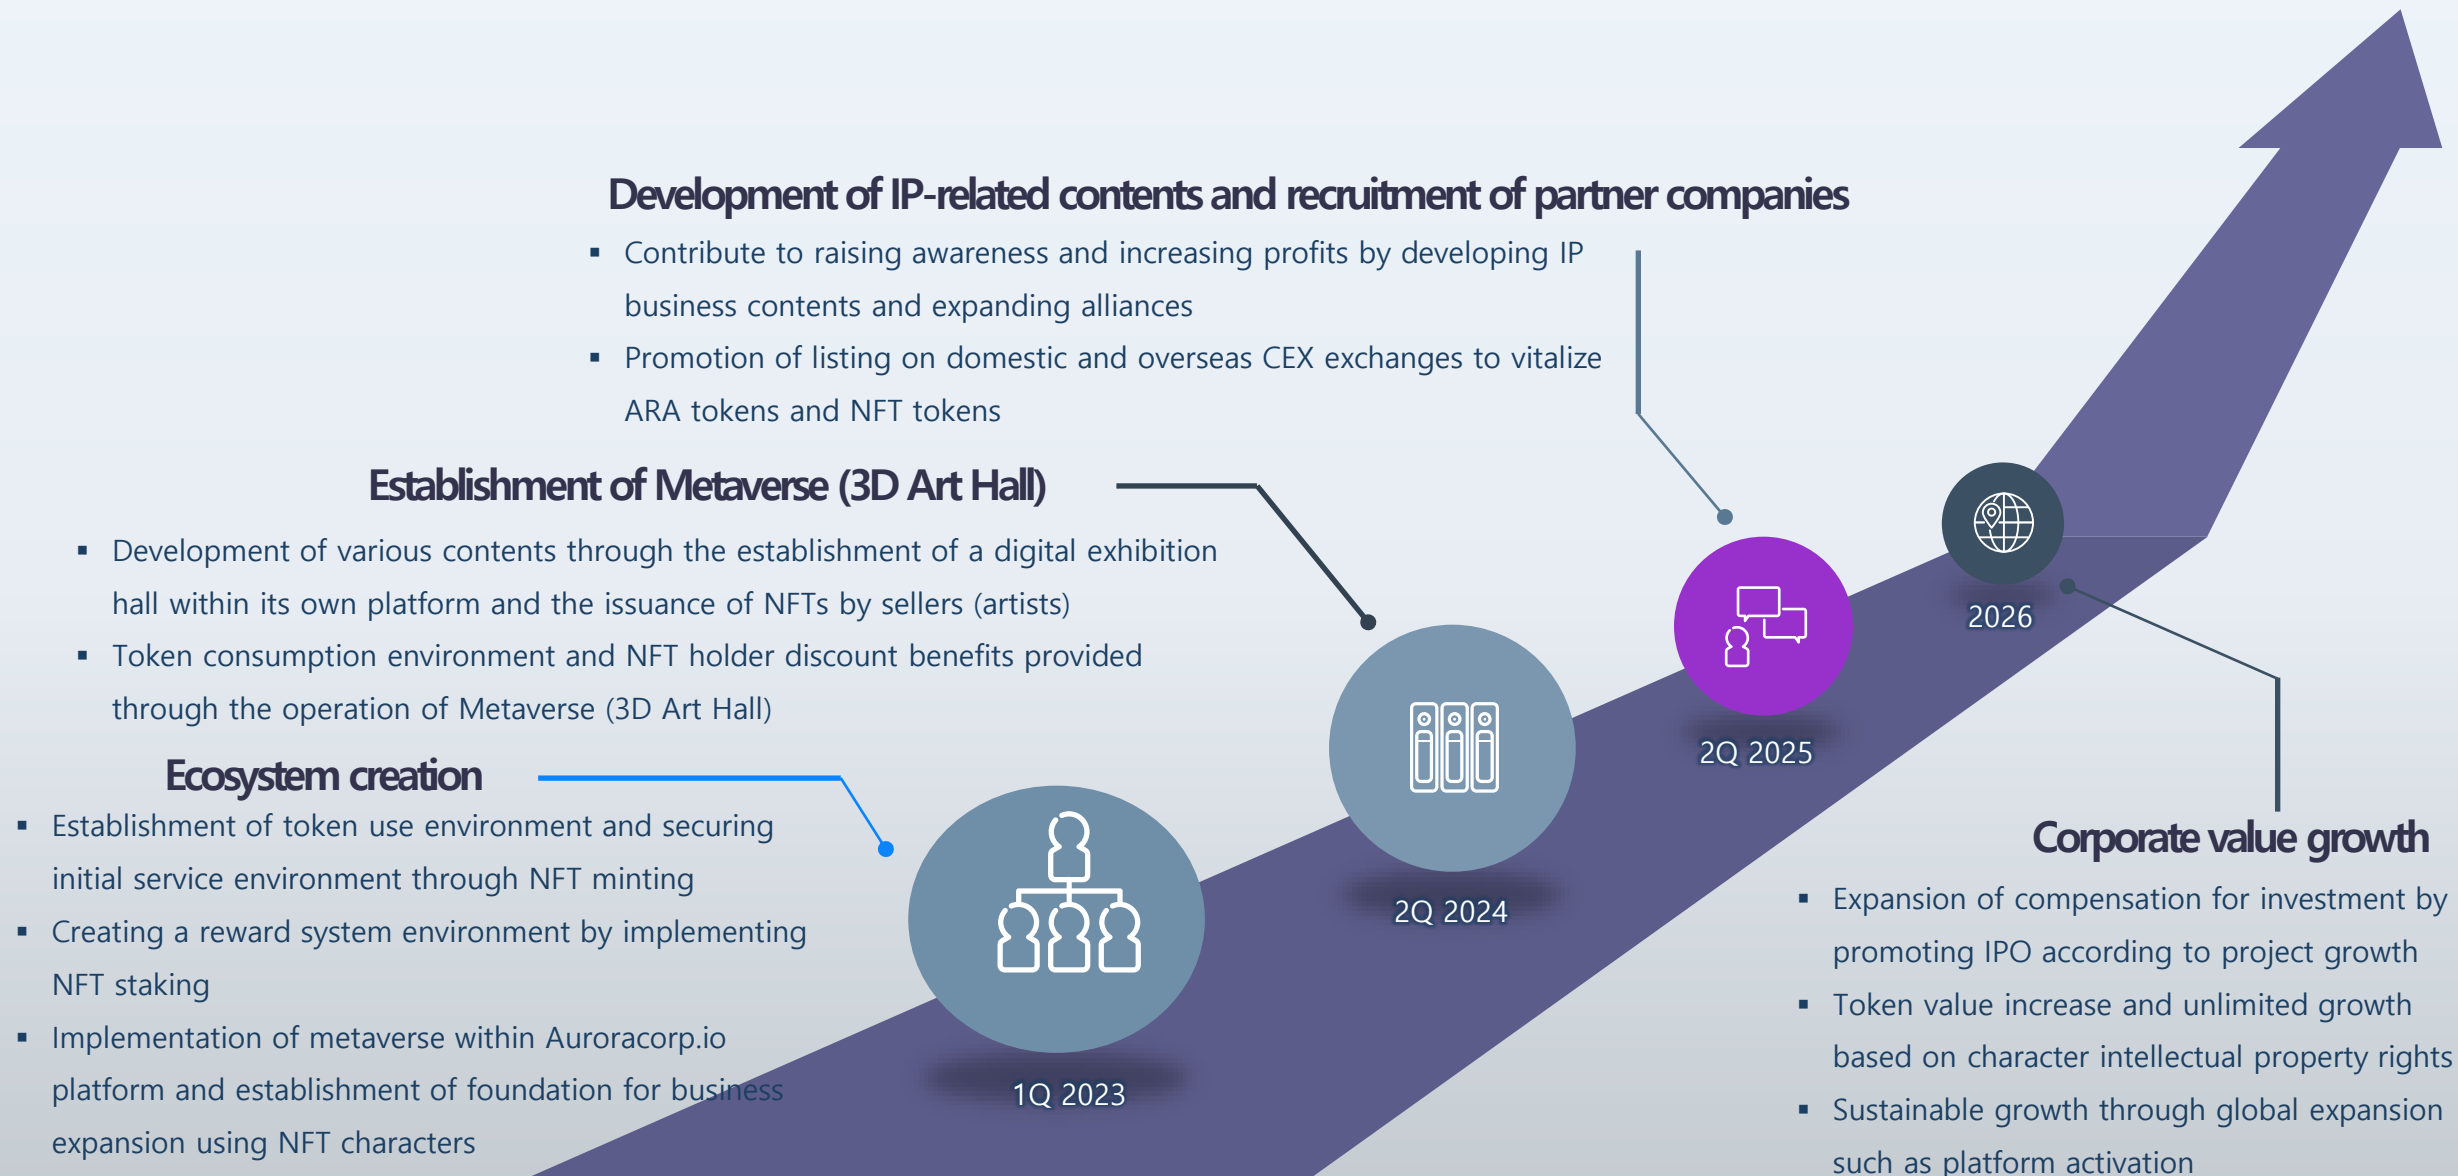 Development of IP-related contents and recruitment of partner companies
▪ Contribute to raising awareness and increasing profits by developing IP
business contents and expanding alliances
▪ Promotion of listing on domestic and overseas CEX exchanges to vitalize
ARA tokens and NFT tokens
Establishment of Metaverse (3D Art Hall)
▪ Development of various contents through the establishment of a digital exhibition
hall within its own platform and the issuance of NFTs by sellers (artists)
▪ Token consumption environment and NFT holder discount benefits provided
through the operation of Metaverse (3D Art Hall)
Ecosystem creation
▪ Establishment of token use environment and securing
initial service environment through NFT minting
▪ Creating a reward system environment by implementing
NFT staking
▪ Implementation of metaverse within Auroracorp.io
platform and establishment of foundation for business
expansion using NFT characters
1Q 2023
2Q 2024
2Q 2025
2026
Corporate value growth
▪ Expansion of compensation for investment by
promoting IPO according to project growth
▪ Token value increase and unlimited growth
based on character intellectual property rights
▪ Sustainable growth through global expansion
such as platform activation